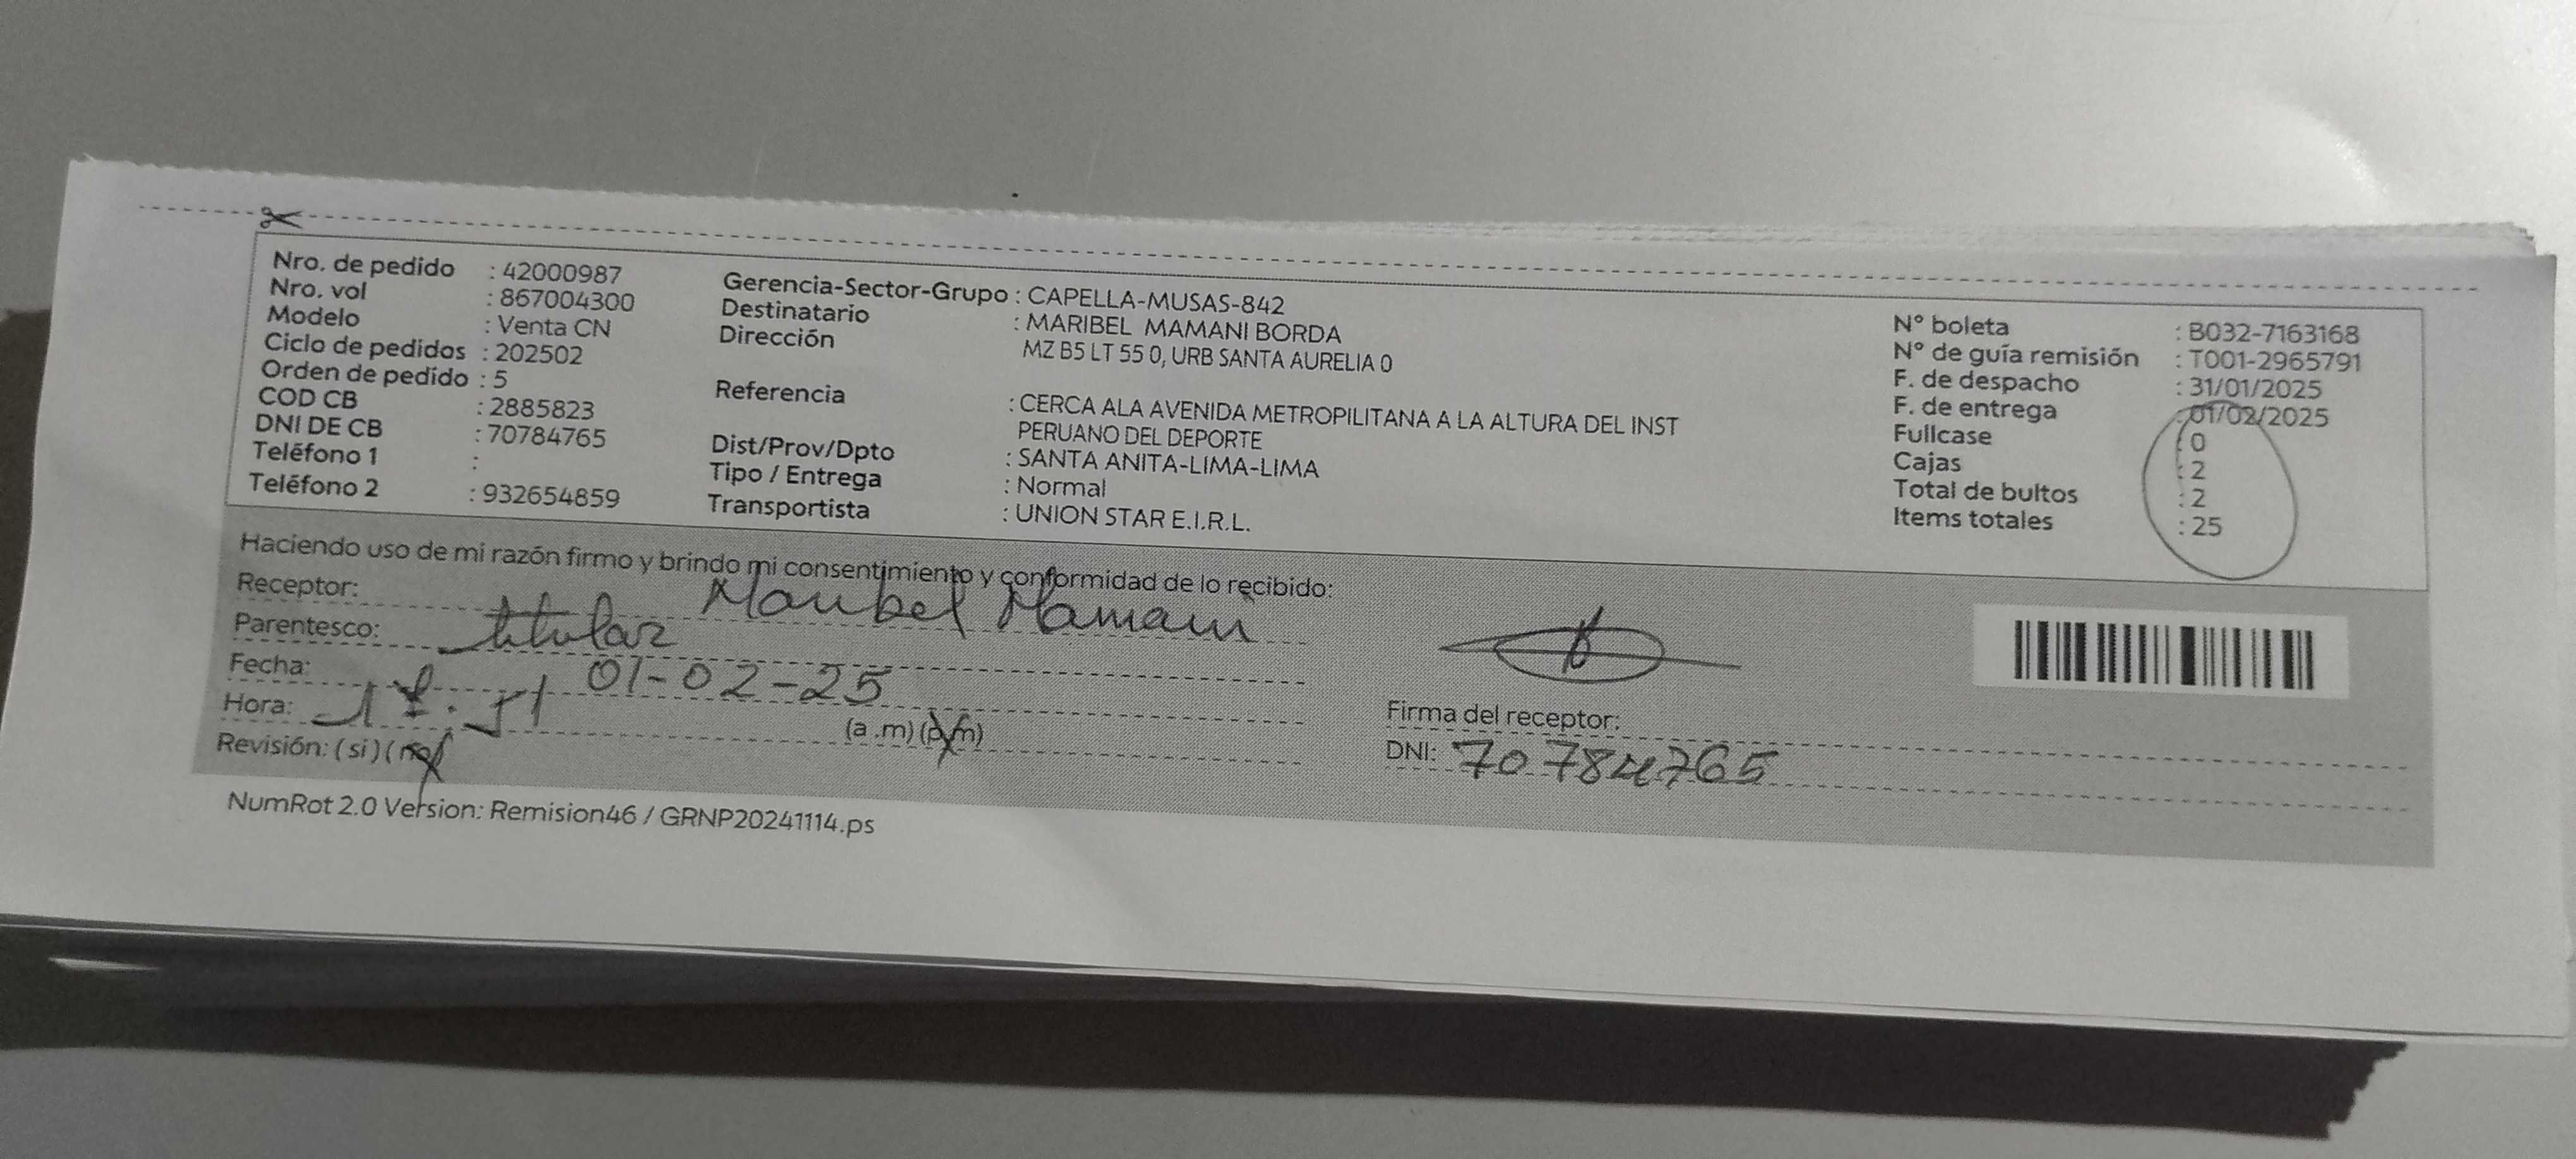 Nro. de pedido : 42000987
Nro. vol : 867004300
Modelo : Venta CN
Ciclo de pedidos : 202502
Orden de pedido : 5
COD CB : 2885823
DNI DE CB : 70784765
Teléfono 1 :
Teléfono 2 : 932654859
Gerencia-Sector-Grupo : CAPELLA-MUSAS-842
Destinatario : MARIBEL MAMANI BORDA
Dirección MZ B5 LT 55 0, URB SANTA AURELIA 0
Referencia : CERCA ALA AVENIDA METROPILITANA A LA ALTURA DEL INST
PERUANO DEL DEPORTE
Dist/Prov/Dpto : SANTA ANITA-LIMA-LIMA
Tipo / Entrega : Normal
Transportista : UNION STAR E.I.R.L.
N° boleta : B032-7163168
N° de guía remisión : T001-2965791
F. de despacho : 31/01/2025
F. de entrega : 01/02/2025
Fullcase : 0
Cajas : 2
Total de bultos : 2
Items totales : 25
Haciendo uso de mi razón firmo y brindo mi consentimiento y conformidad de lo recibido:
Receptor: Maribel Mamani
Parentesco: titular
Fecha: 01-02-25
Hora: (a .m) (p.m)
Revisión: (si) (no)
Firma del receptor:
DNI: 70784765
NumRot 2.0 Version: Remision46 / GRNP20241114.ps